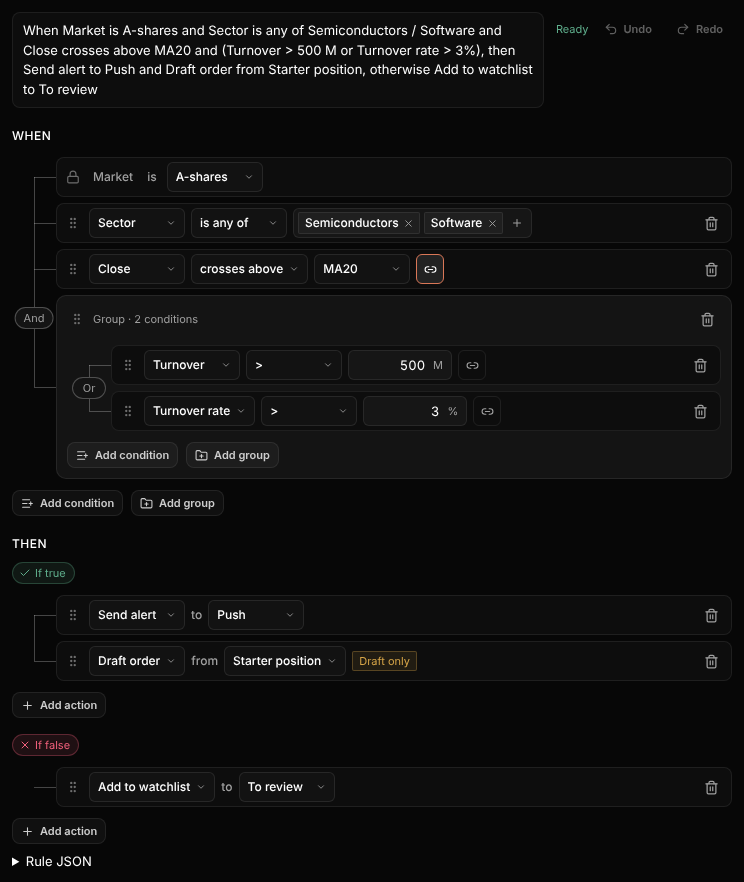 When Market is A-shares and Sector is any of Semiconductors / Software and
Close crosses above MA20 and (Turnover > 500 M or Turnover rate > 3%), then
Send alert to Push and Draft order from Starter position, otherwise Add to watchlist
to To review
Ready Undo Redo
WHEN
Market is A-shares
Sector is any of Semiconductors Software
Close crosses above MA20
And
Group · 2 conditions
Turnover > 500 M
Or
Turnover rate > 3 %
Add condition Add group
Add condition Add group
THEN
If true
Send alert to Push
Draft order from Starter position Draft only
Add action
If false
Add to watchlist to To review
Add action
Rule JSON